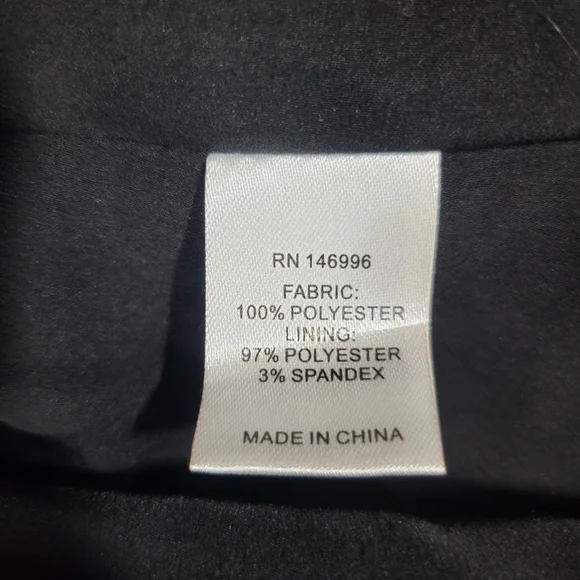 RN 146996
FABRIC:
100% POLYESTER
LINING:
97% POLYESTER
3% SPANDEX
MADE IN CHINA